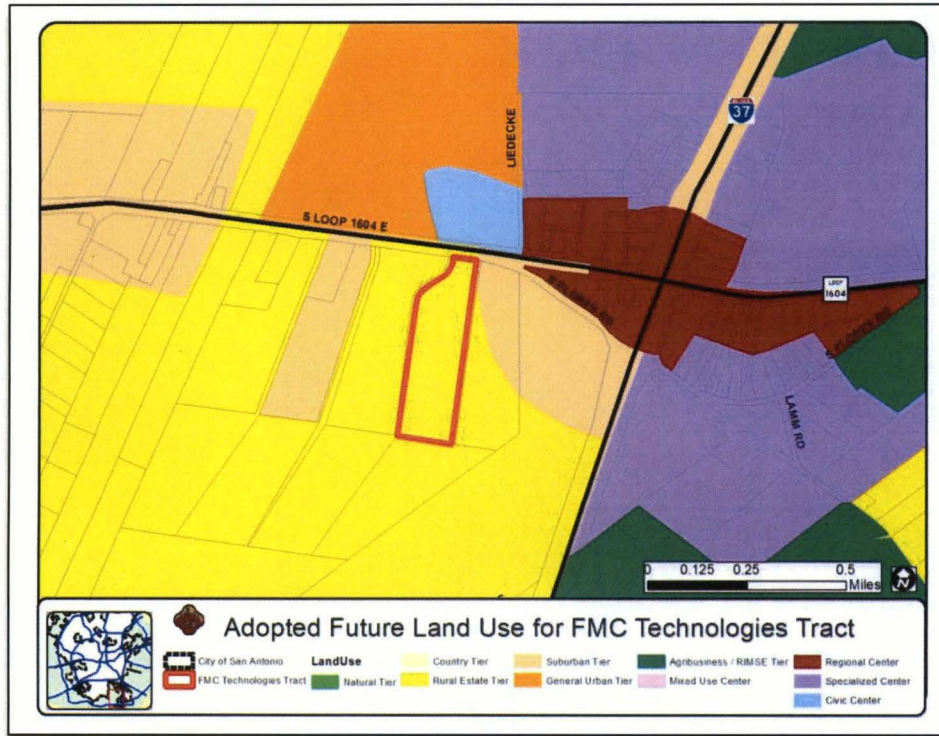 LIEDECKE
37
S LOOP 1604 E
LOOP
1604
LAMM RD
0 0.125 0.25 0.5
Miles
N
Adopted Future Land Use for FMC Technologies Tract
City of San Antonio LandUse Country Tier Suburban Tier Agribusiness / RIMSE Tier Regional Center
FMC Technologies Tract Natural Tier Rural Estate Tier General Urban Tier Mixed Use Center Specialized Center
Civic Center